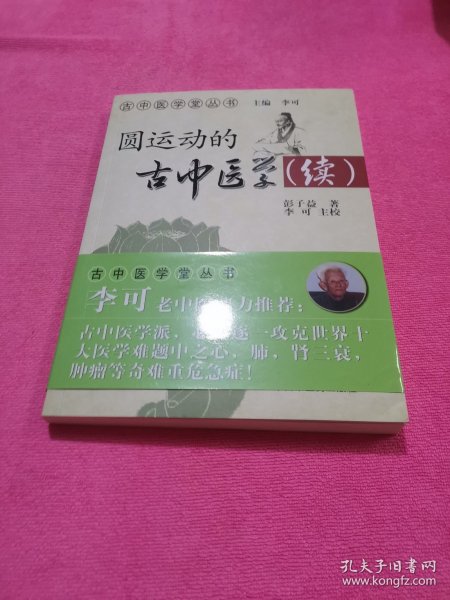 古中医学堂丛书 主编 李可
圆运动的
古中医学(续)
彭子益 著
李可 主校
古中医学堂丛书
李可老中医 力推荐：
古中医学派， 逐一攻克世界十
大医学难题中之心，肺，肾三衰，
肿瘤等奇难重危急症！
孔夫子旧书网
www.kongfz.com